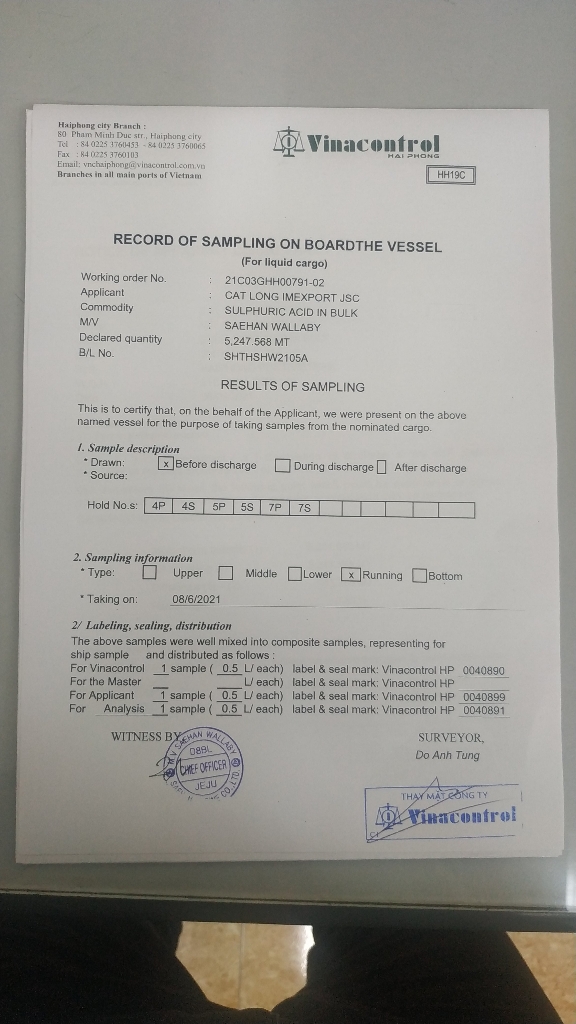 Haiphong city Branch :
80 Pham Minh Duc str., Haiphong city
Tel : 84 0225 3760453 - 84 0225 3760065
Fax : 84 0225 3760103
Email: vnchaiphong@vinacontrol.com.vn
Branches in all main ports of Vietnam
Vinacontrol
HAI PHONG
HH19C
RECORD OF SAMPLING ON BOARDTHE VESSEL
(For liquid cargo)
Working order No. : 21C03GHH00791-02
Applicant : CAT LONG IMEXPORT JSC
Commodity : SULPHURIC ACID IN BULK
M/V : SAEHAN WALLABY
Declared quantity : 5,247.568 MT
B/L No. : SHTHSHW2105A
RESULTS OF SAMPLING
This is to certify that, on the behalf of the Applicant, we were present on the above
named vessel for the purpose of taking samples from the nominated cargo.
1. Sample description
* Drawn: x Before discharge During discharge After discharge
* Source:
Hold No.s: 4P 4S 5P 5S 7P 7S
2. Sampling information
* Type: Upper Middle Lower x Running Bottom
* Taking on: 08/6/2021
2/ Labeling, sealing, distribution
The above samples were well mixed into composite samples, representing for
ship sample and distributed as follows :
For Vinacontrol 1 sample ( 0.5 L/ each) label & seal mark: Vinacontrol HP 0040890
For the Master L/ each) label & seal mark: Vinacontrol HP
For Applicant 1 sample ( 0.5 L/ each) label & seal mark: Vinacontrol HP 0040899
For Analysis 1 sample ( 0.5 L/ each) label & seal mark: Vinacontrol HP 0040891
WITNESS BY
SURVEYOR,
Do Anh Tung
M/V SAEHAN WALLABY
D8BL
CHIEF OFFICER
JEJU
CO.,LTD
THAY MẶT CÔNG TY
Vinacontrol